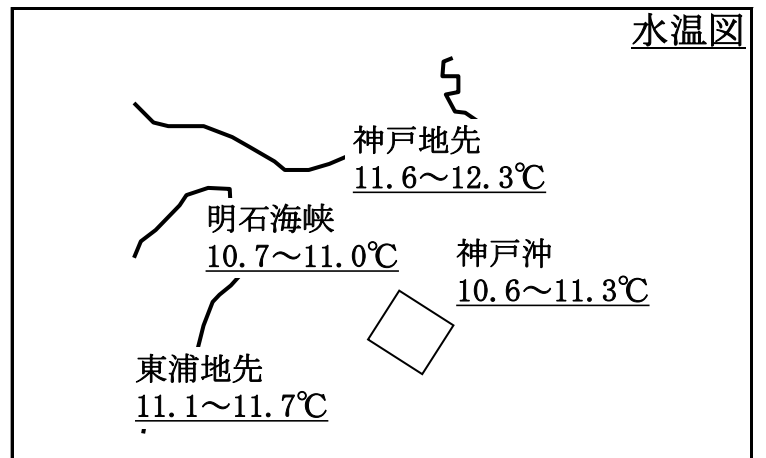 水温図
神戸地先
11.6～12.3℃
明石海峡
10.7～11.0℃
神戸沖
10.6～11.3℃
東浦地先
11.1～11.7℃